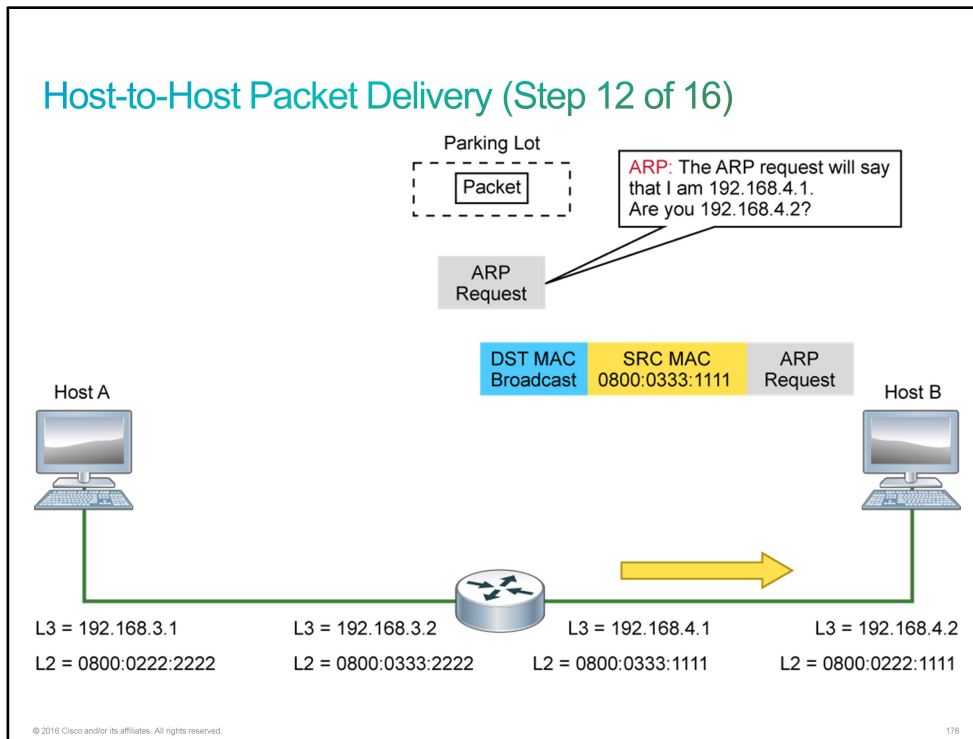 Host-to-Host Packet Delivery (Step 12 of 16)
Parking Lot
Packet
ARP: The ARP request will say
that I am 192.168.4.1.
Are you 192.168.4.2?
ARP
Request
DST MAC
Broadcast
SRC MAC
0800:0333:1111
ARP
Request
Host A
Host B
L3 = 192.168.3.1
L3 = 192.168.3.2
L3 = 192.168.4.1
L3 = 192.168.4.2
L2 = 0800:0222:2222
L2 = 0800:0333:2222
L2 = 0800:0333:1111
L2 = 0800:0222:1111
© 2016 Cisco and/or its affiliates. All rights reserved.
176